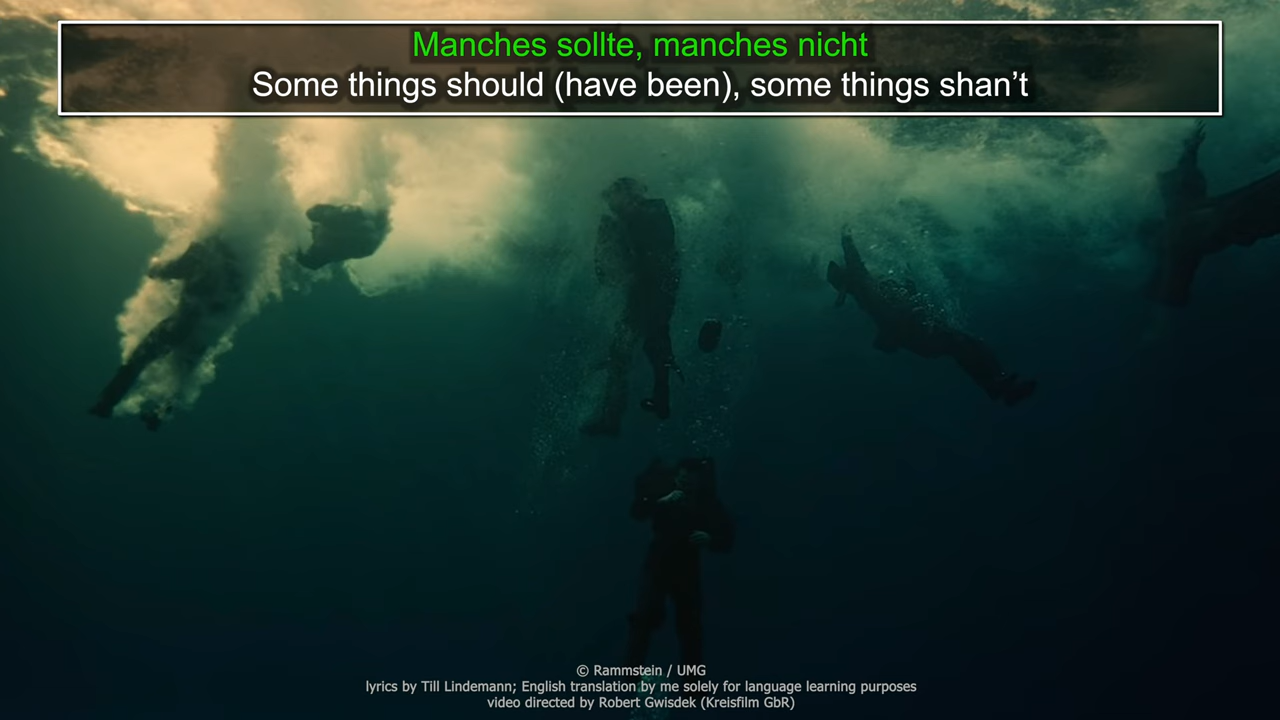 Manches sollte, manches nicht
Some things should (have been), some things shan’t
© Rammstein / UMG
lyrics by Till Lindemann; English translation by me solely for language learning purposes
video directed by Robert Gwisdek (Kreisfilm GbR)